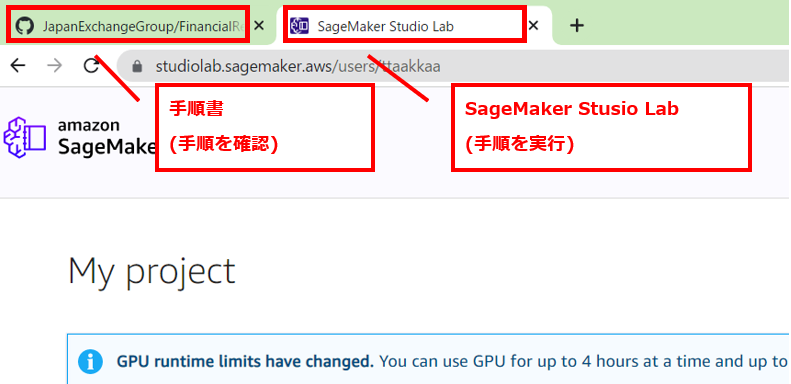 JapanExchangeGroup/FinancialRe
SageMaker Studio Lab
studiolab.sagemaker.aws/users/ttaakkaa
手順書
(手順を確認)
SageMaker Stusio Lab
(手順を実行)
amazon
SageMake
My project
GPU runtime limits have changed. You can use GPU for up to 4 hours at a time and up to